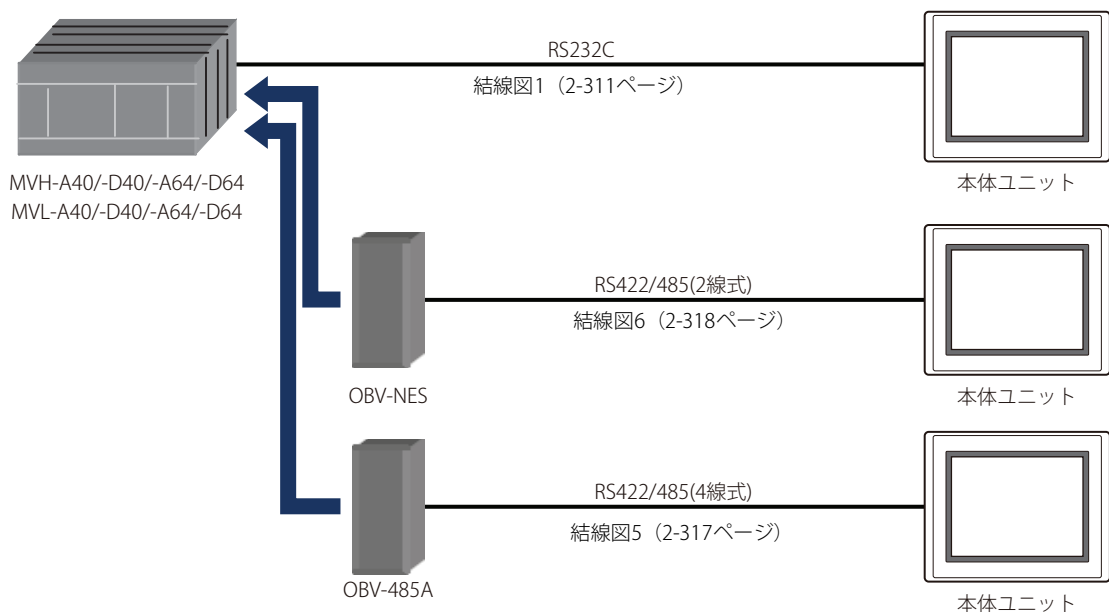 RS232C
結線図1（2-311ページ）
MVH-A40/-D40/-A64/-D64
MVL-A40/-D40/-A64/-D64
本体ユニット
RS422/485(2線式)
結線図6（2-318ページ）
OBV-NES
本体ユニット
RS422/485(4線式)
結線図5（2-317ページ）
OBV-485A
本体ユニット